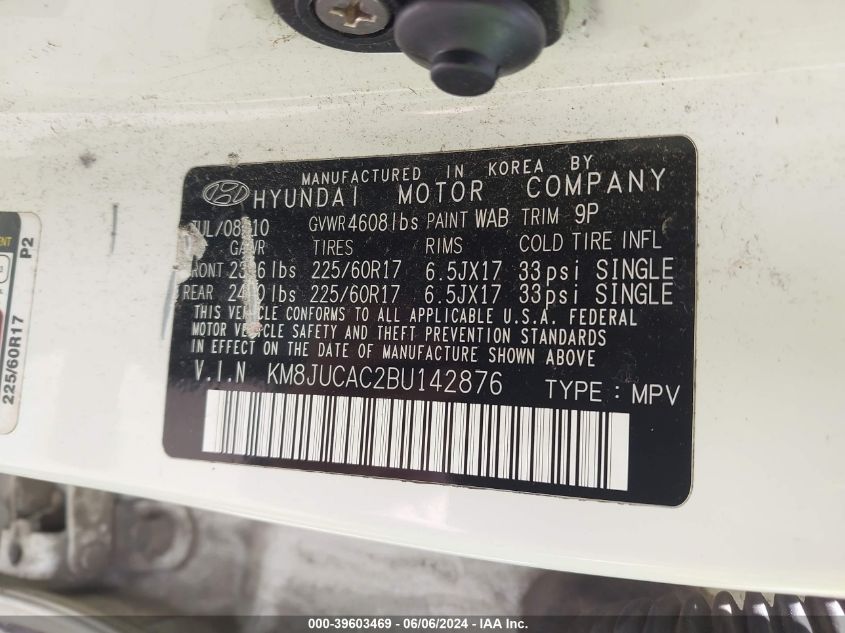 MANUFACTURED IN KOREA BY
HYUNDAI MOTOR COMPANY
GVWR 4608lbs PAINT WAB TRIM 9P
TIRES RIMS COLD TIRE INFL
lbs 225/60R17 6.5JX17 33psi SINGLE
REAR lbs 225/60R17 6.5JX17 33psi SINGLE
THIS VEHICLE CONFORMS TO ALL APPLICABLE U.S.A. FEDERAL
MOTOR VEHICLE SAFETY AND THEFT PREVENTION STANDARDS
IN EFFECT ON THE DATE OF MANUFACTURE SHOWN ABOVE
V.I.N KM8JUCAC2BU142876 TYPE : MPV
P2
225/60R17
000-39603469 - 06/06/2024 - IAA Inc.